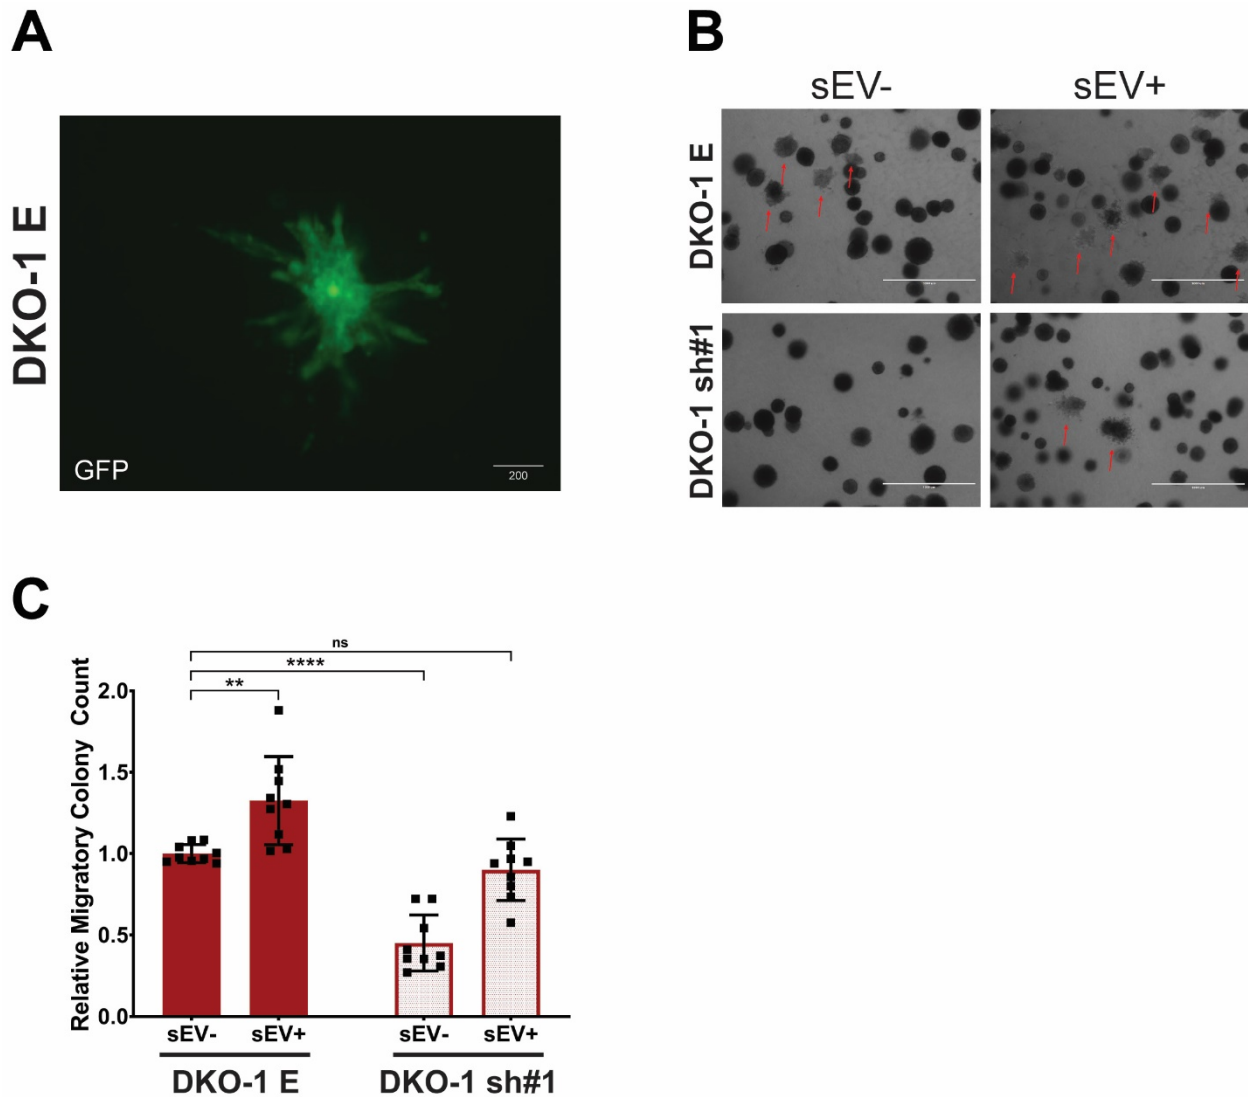 A
DKO-1 E
GFP
200
B
sEV- sEV+
DKO-1 E
DKO-1 sh#1
C
Relative Migratory Colony Count
ns
****
**
2.0
1.5
1.0
0.5
0.0
sEV- sEV+ sEV- sEV+
DKO-1 E DKO-1 sh#1